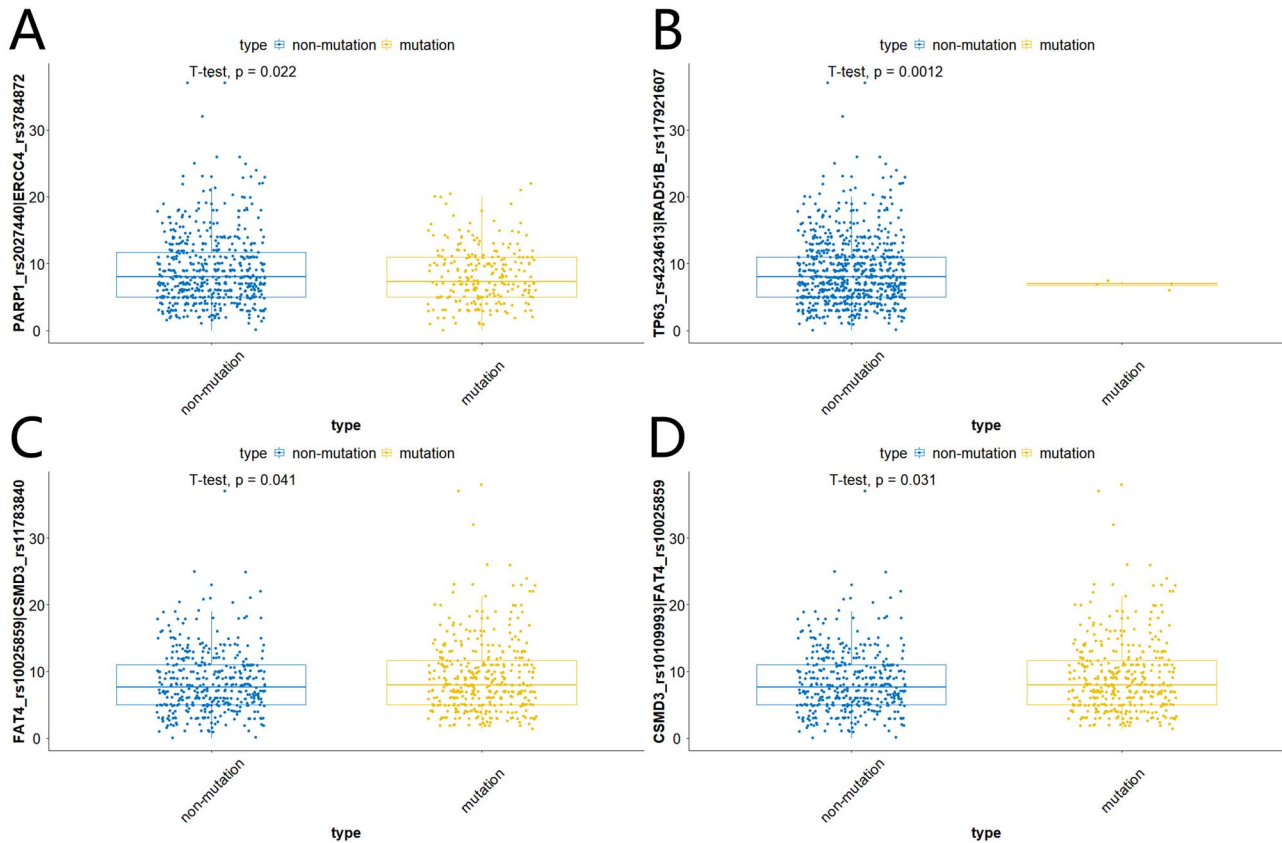 A
type non-mutation mutation
T-test, p = 0.022
PARP1_rs2027440|ERCC4_rs3784872
30
20
10
0
non-mutation
mutation
type
B
type non-mutation mutation
T-test, p = 0.0012
TP63_rs4234613|RAD51B_rs117921607
30
20
10
0
non-mutation
mutation
type
C
type non-mutation mutation
T-test, p = 0.041
FAT4_rs10025859|CSMD3_rs11783840
30
20
10
0
non-mutation
mutation
type
D
type non-mutation mutation
T-test, p = 0.031
CSMD3_rs10109993|FAT4_rs10025859
30
20
10
0
non-mutation
mutation
type